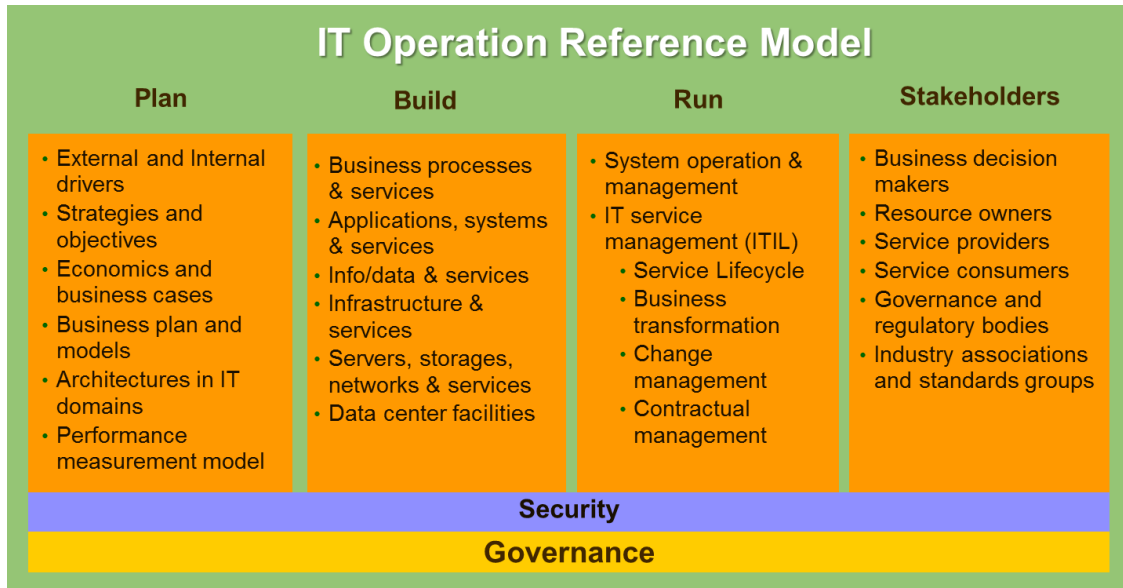 IT Operation Reference Model
Plan
• External and Internal
drivers
• Strategies and
objectives
• Economics and
business cases
• Business plan and
models
• Architectures in IT
domains
• Performance
measurement model
Build
• Business processes
& services
• Applications, systems
& services
• Info/data & services
• Infrastructure &
services
• Servers, storages,
networks & services
• Data center facilities
Run
• System operation &
management
• IT service
management (ITIL)
• Service Lifecycle
• Business
transformation
• Change
management
• Contractual
management
Stakeholders
• Business decision
makers
• Resource owners
• Service providers
• Service consumers
• Governance and
regulatory bodies
• Industry associations
and standards groups
Security
Governance